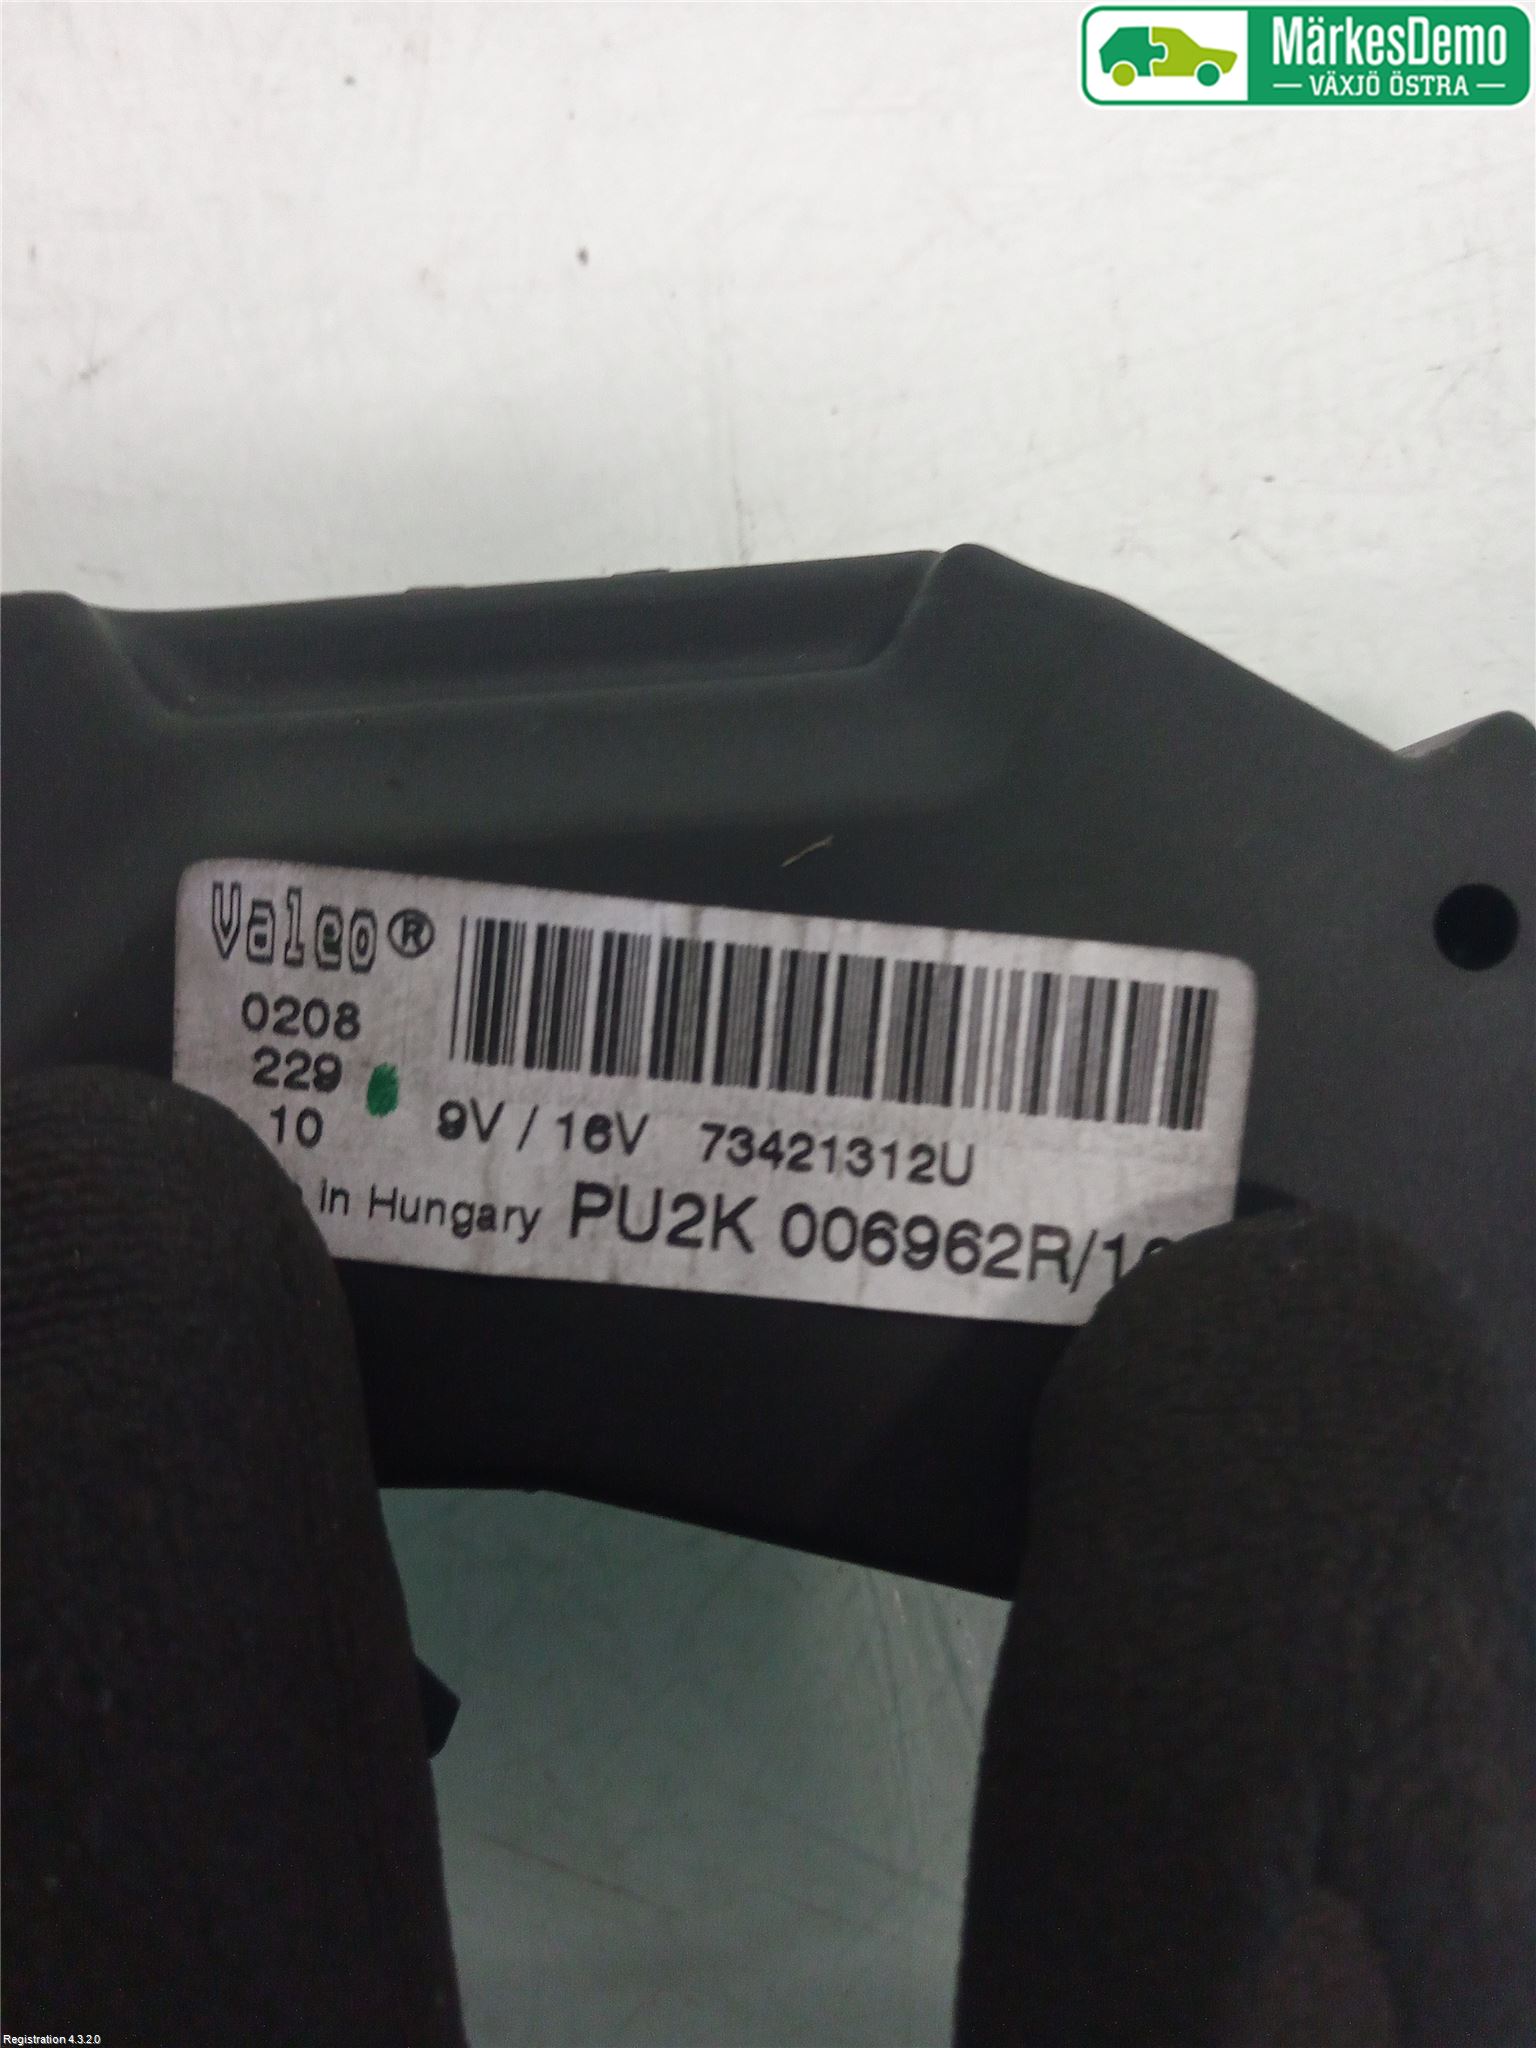 MärkesDemo
VÄXJÖ ÖSTRA
Valeo®
0208
229
10
9V / 16V 73421312U
in Hungary PU2K 006962R/1
Registration 4.3.2.0